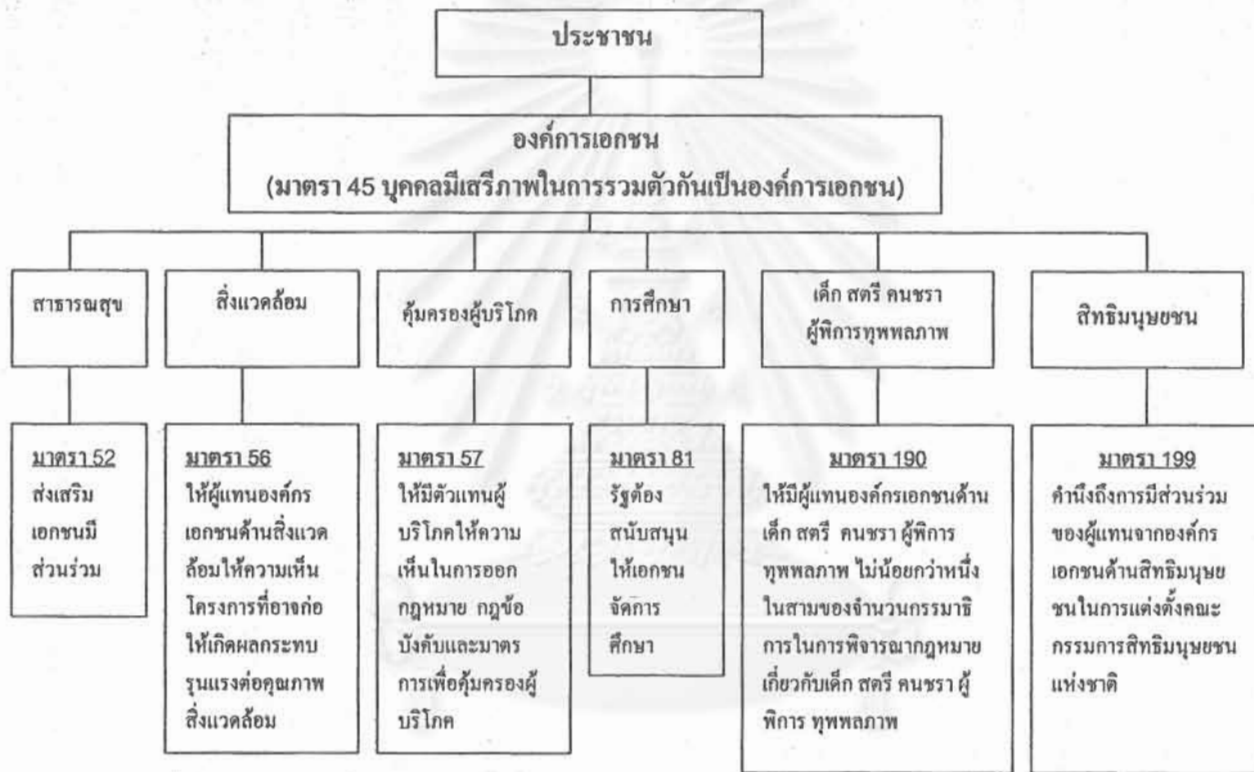 ประชาชน
องค์การเอกชน
(มาตรา 45 บุคคลมีเสรีภาพในการรวมตัวกันเป็นองค์การเอกชน)
สาธารณสุข
สิ่งแวดล้อม
คุ้มครองผู้บริโภค
การศึกษา
เด็ก สตรี คนชรา
ผู้พิการทุพพลภาพ
สิทธิมนุษยชน
มาตรา 52
ส่งเสริม
เอกชนมี
ส่วนร่วม
มาตรา 56
ให้ผู้แทนองค์กร
เอกชนด้านสิ่งแวด
ล้อมให้ความเห็น
โครงการที่อาจก่อ
ให้เกิดผลกระทบ
รุนแรงต่อคุณภาพ
สิ่งแวดล้อม
มาตรา 57
ให้มีตัวแทนผู้
บริโภคให้ความ
เห็นในการออก
กฎหมาย กฎข้อ
บังคับและมาตร
การเพื่อคุ้มครองผู้
บริโภค
มาตรา 81
รัฐต้อง
สนับสนุน
ให้เอกชน
จัดการ
ศึกษา
มาตรา 190
ให้มีผู้แทนองค์กรเอกชนด้าน
เด็ก สตรี คนชรา ผู้พิการ
ทุพพลภาพ ไม่น้อยกว่าหนึ่ง
ในสามของจำนวนกรรมาธิ
การในการพิจารณากฎหมาย
เกี่ยวกับเด็ก สตรี คนชรา ผู้
พิการ ทุพพลภาพ
มาตรา 199
คำนึงถึงการมีส่วนร่วม
ของผู้แทนจากองค์กร
เอกชนด้านสิทธิมนุษย
ชนในการแต่งตั้งคณะ
กรรมการสิทธิมนุษยชน
แห่งชาติ